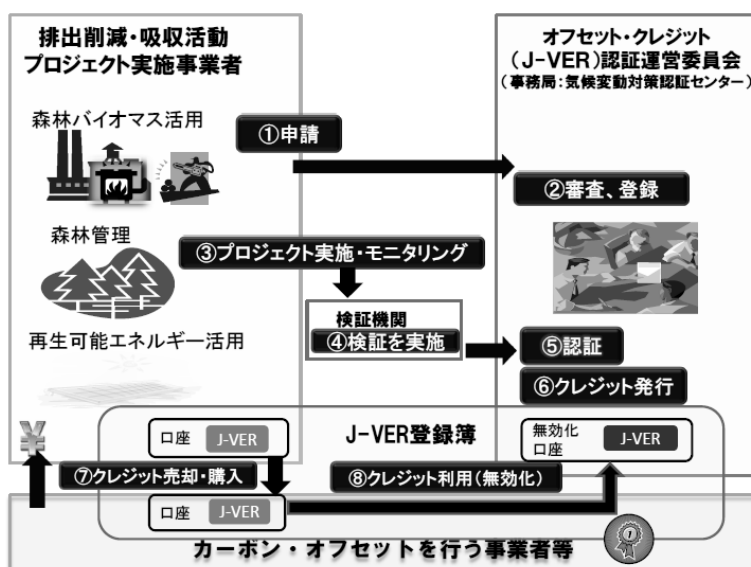 排出削減・吸収活動
プロジェクト実施事業者
オフセット・クレジット
(J-VER)認証運営委員会
(事務局:気候変動対策認証センター)
森林バイオマス活用
①申請
②審査、登録
森林管理
③プロジェクト実施・モニタリング
検証機関
④検証を実施
再生可能エネルギー活用
⑤認証
⑥クレジット発行
口座 J-VER
J-VER登録簿
無効化
口座
J-VER
¥
⑦クレジット売却・購入
⑧クレジット利用(無効化)
口座 J-VER
1
カーボン・オフセットを行う事業者等